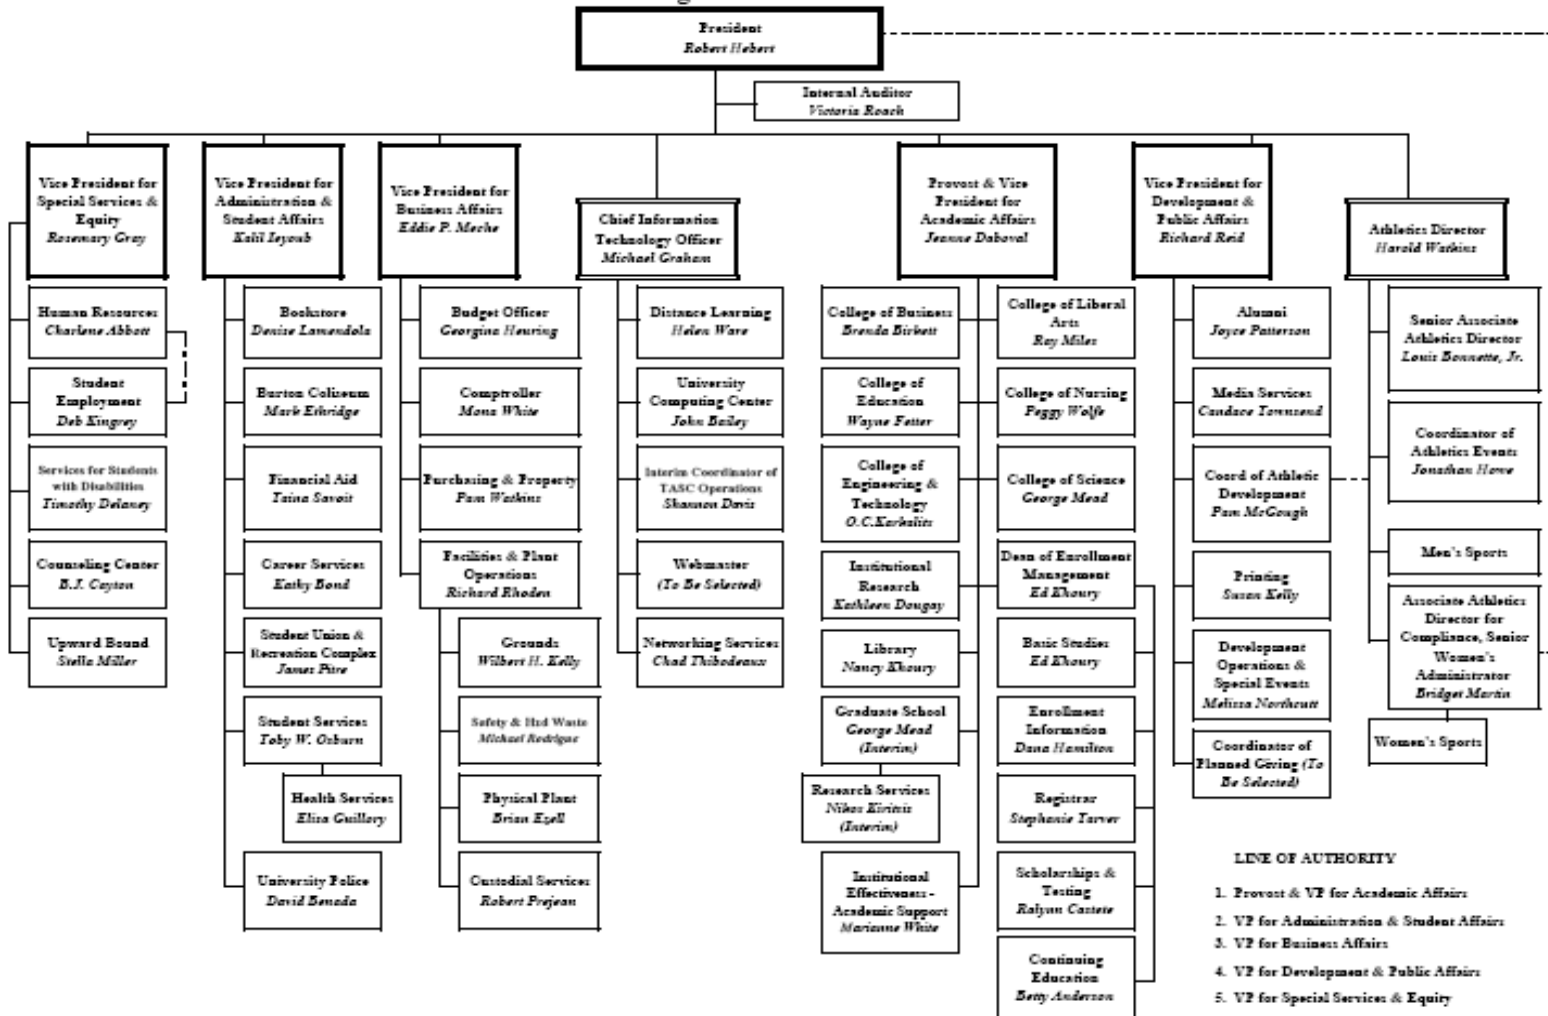 President
Robert Hebert
Internal Auditor
Victoria Roach
Vice President for
Special Services &
Equity
Rosemary Gray
Human Resources
Charlene Abbott
Student
Employment
Deb Kingrey
Services for Students
with Disabilities
Timothy Delaney
Counseling Center
B.J. Cayton
Upward Bound
Stella Miller
Vice President for
Administration &
Student Affairs
Kalil Ieyoub
Bookstore
Denise Lamendola
Burton Coliseum
Mark Ethridge
Financial Aid
Taina Savoit
Career Services
Kathy Bond
Student Union &
Recreation Complex
James Pitre
Student Services
Toby W. Osburn
Health Services
Elisa Guillory
University Police
David Benada
Vice President for
Business Affairs
Eddie P. Meche
Budget Officer
Georgina Heuring
Comptroller
Mona White
Purchasing & Property
Pam Watkins
Facilities & Plant
Operations
Richard Rhoden
Grounds
Wilbert H. Kelly
Safety & Haz Waste
Michael Rodrigue
Physical Plant
Brian Ezell
Custodial Services
Robert Prejean
Chief Information
Technology Officer
Michael Graham
Distance Learning
Helen Ware
University
Computing Center
John Bailey
Interim Coordinator of
TASC Operations
Shannon Davis
Webmaster
(To Be Selected)
Networking Services
Chad Thibodeaux
Provost & Vice
President for
Academic Affairs
Jeanne Daboval
College of Business
Brenda Birkett
College of
Education
Wayne Fetter
College of
Engineering &
Technology
O.C.Karkalits
Institutional
Research
Kathleen Dougay
Library
Nancy Khoury
Graduate School
George Mead
(Interim)
Research Services
Nikos Kiritsis
(Interim)
Institutional
Effectiveness -
Academic Support
Marianne White
College of Liberal
Arts
Ray Miles
College of Nursing
Peggy Wolfe
College of Science
George Mead
Dean of Enrollment
Management
Ed Khoury
Basic Studies
Ed Khoury
Enrollment
Information
Dana Hamilton
Registrar
Stephanie Tarver
Scholarships &
Testing
Ralynn Castete
Continuing
Education
Betty Anderson
Vice President for
Development &
Public Affairs
Richard Reid
Alumni
Joyce Patterson
Media Services
Candace Townsend
Coord of Athletic
Development
Pam McGough
Printing
Susan Kelly
Development
Operations &
Special Events
Melissa Northcutt
Coordinator of
Planned Giving (To
Be Selected)
Athletics Director
Harold Watkins
Senior Associate
Athletics Director
Louis Bonnette, Jr.
Coordinator of
Athletics Events
Jonathan Howe
Men's Sports
Associate Athletics
Director for
Compliance, Senior
Women's
Administrator
Bridget Martin
Women's Sports
LINE OF AUTHORITY
1. Provost & VP for Academic Affairs
2. VP for Administration & Student Affairs
3. VP for Business Affairs
4. VP for Development & Public Affairs
5. VP for Special Services & Equity